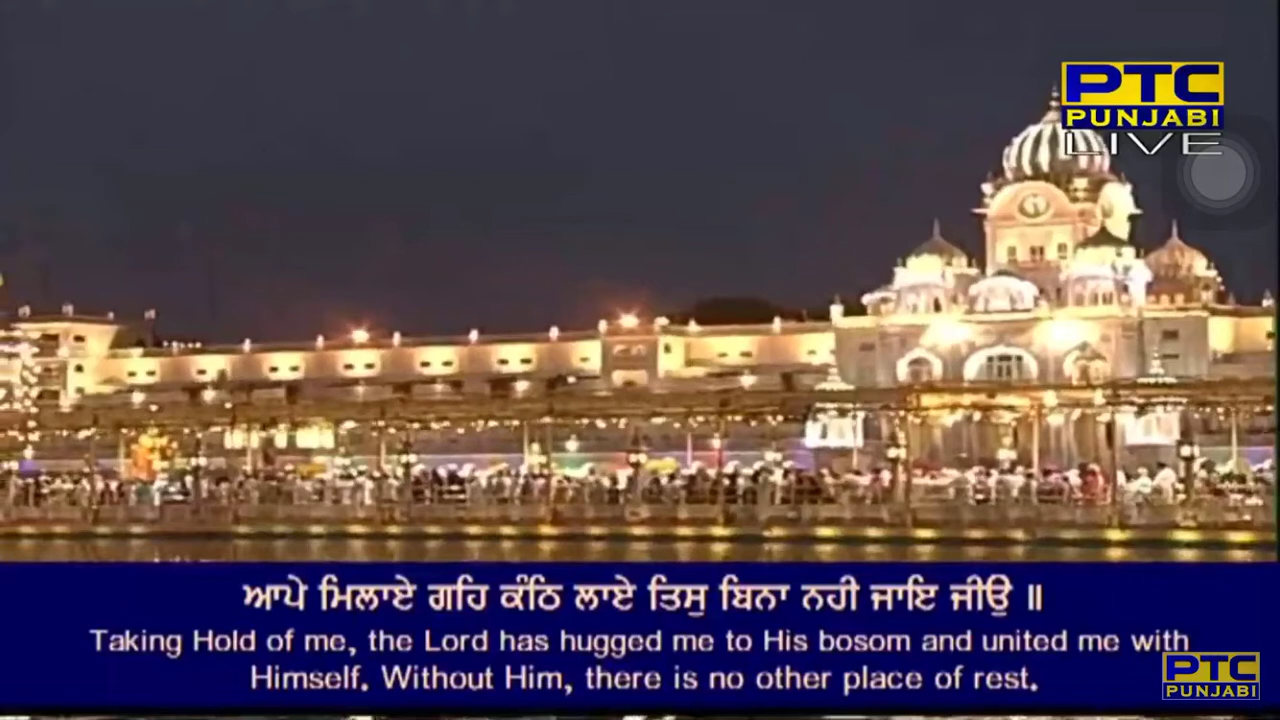 PTC
PUNJABI
LIVE
ਆਪੇ ਮਿਲਾਏ ਗਹਿ ਕੰਠਿ ਲਾਏ ਤਿਸੁ ਬਿਨਾ ਨਹੀ ਜਾਇ ਜੀਉ ॥
Taking Hold of me, the Lord has hugged me to His bosom and united me with
Himself. Without Him, there is no other place of rest.
PTC
PUNJABI